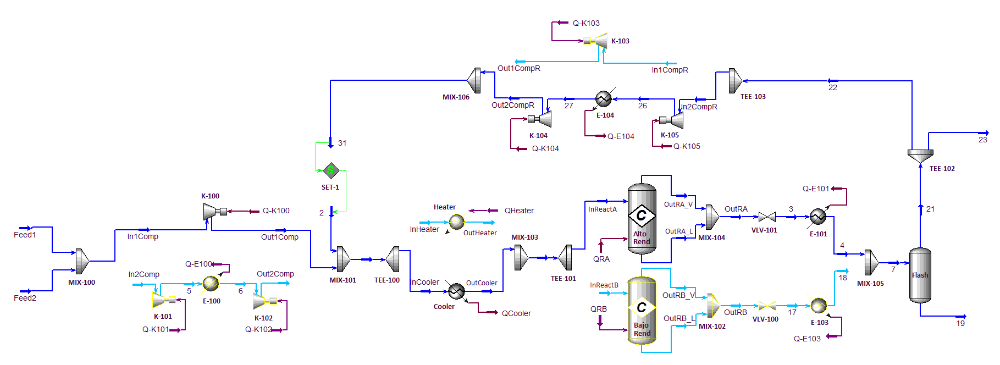 Q-K103
K-103
Out1CompR
In1CompR
MIX-106
Out2CompR
27
26
In2CompR
TEE-103
22
E-104
K-104
K-105
Q-E104
Q-K104
Q-K105
23
TEE-102
31
S
SET-1
2
K-100
Q-K100
Feed1
In1Comp
Out1Comp
MIX-100
Feed2
In2Comp
Q-E100
Out2Comp
5
6
E-100
K-101
K-102
Q-K101
Q-K102
MIX-101
TEE-100
Heater
QHeater
InHeater
OutHeater
InCooler
OutCooler
Cooler
QCooler
MIX-103
TEE-101
InReactA
C
Alto
Rend
QRA
OutRA_V
OutRA_L
OutRA
MIX-104
VLV-101
3
Q-E101
E-101
4
21
InReactB
QRB
C
Bajo
Rend
OutRB_V
OutRB_L
OutRB
MIX-102
VLV-100
17
E-103
Q-E103
18
MIX-105
7
Flash
19